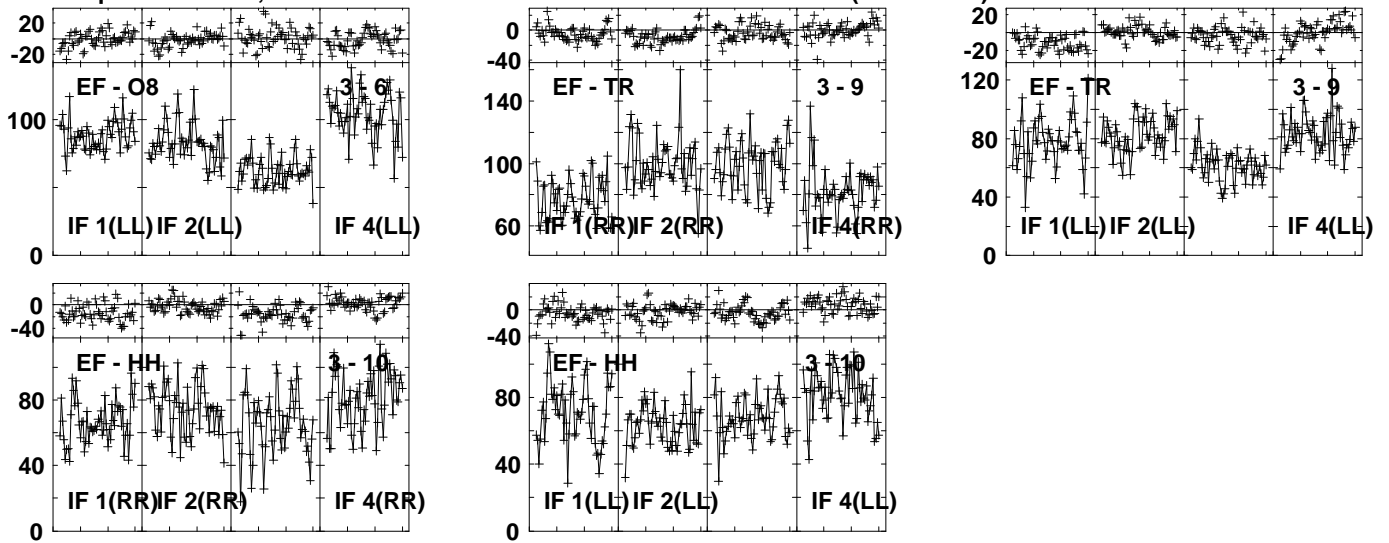 20
0
-20
EF - O8
3 - 6
100
IF 1(LL)
IF 2(LL)
IF 4(LL)
0
0
-40
EF - TR
3 - 9
140
100
60
IF 1(RR)
IF 2(RR)
IF 4(RR)
20
0
-20
EF - TR
3 - 9
120
80
40
IF 1(LL)
IF 2(LL)
IF 4(LL)
0
0
-40
EF - HH
3 - 10
80
40
IF 1(RR)
IF 2(RR)
IF 4(RR)
0
0
-40
EF - HH
3 - 10
80
40
IF 1(LL)
IF 2(LL)
IF 4(LL)
0